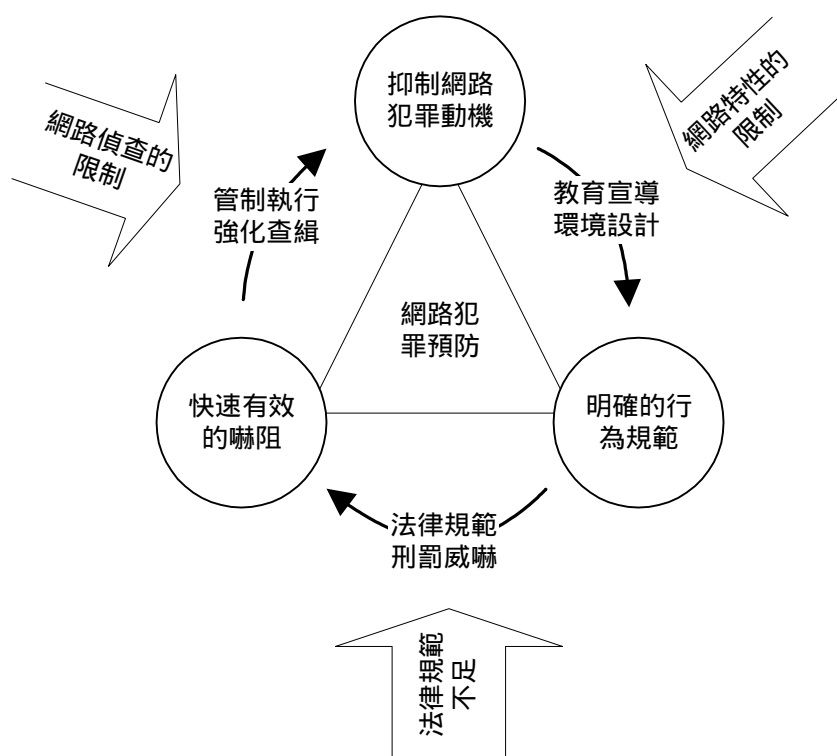 抑制網路
犯罪動機
網路偵查的
限制
網路特性的
限制
管制執行
強化查緝
教育宣導
環境設計
網路犯
罪預防
快速有效
的嚇阻
明確的行
為規範
法律規範
刑罰威嚇
法律規範
不足